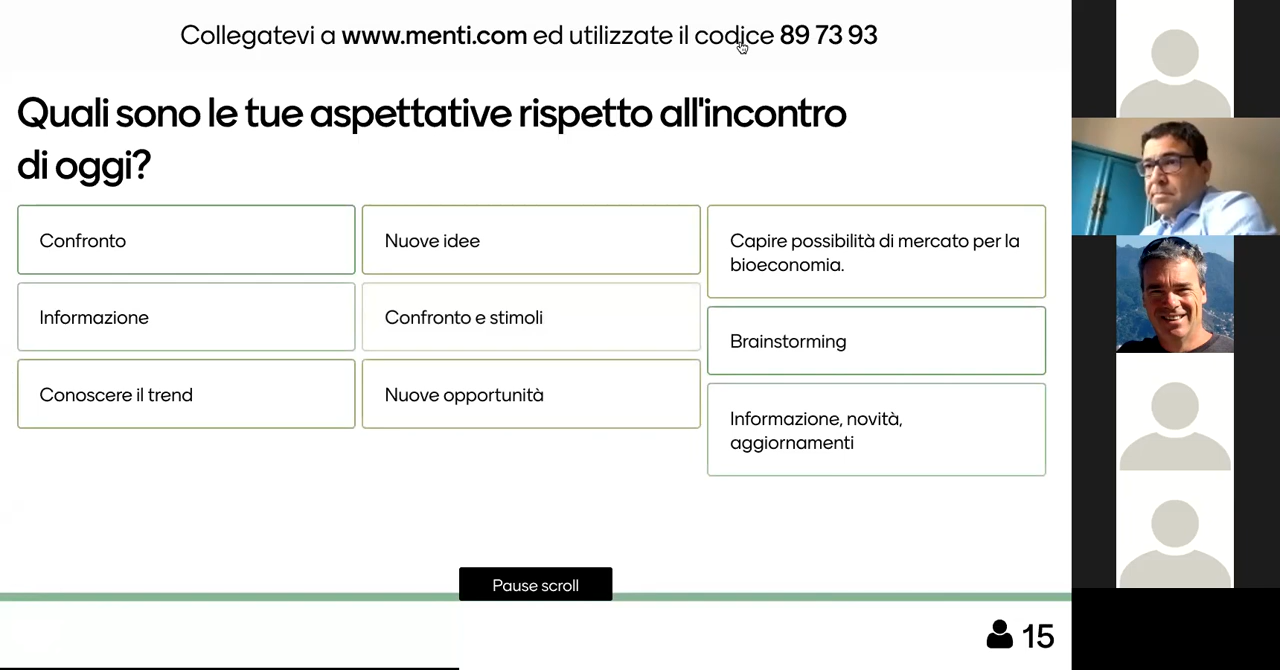 Collegatevi a www.menti.com ed utilizzate il codice 89 73 93
Quali sono le tue aspettative rispetto all'incontro
di oggi?
Confronto
Informazione
Conoscere il trend
Nuove idee
Confronto e stimoli
Nuove opportunità
Capire possibilità di mercato per la
bioeconomia.
Brainstorming
Informazione, novità,
aggiornamenti
Pause scroll
15